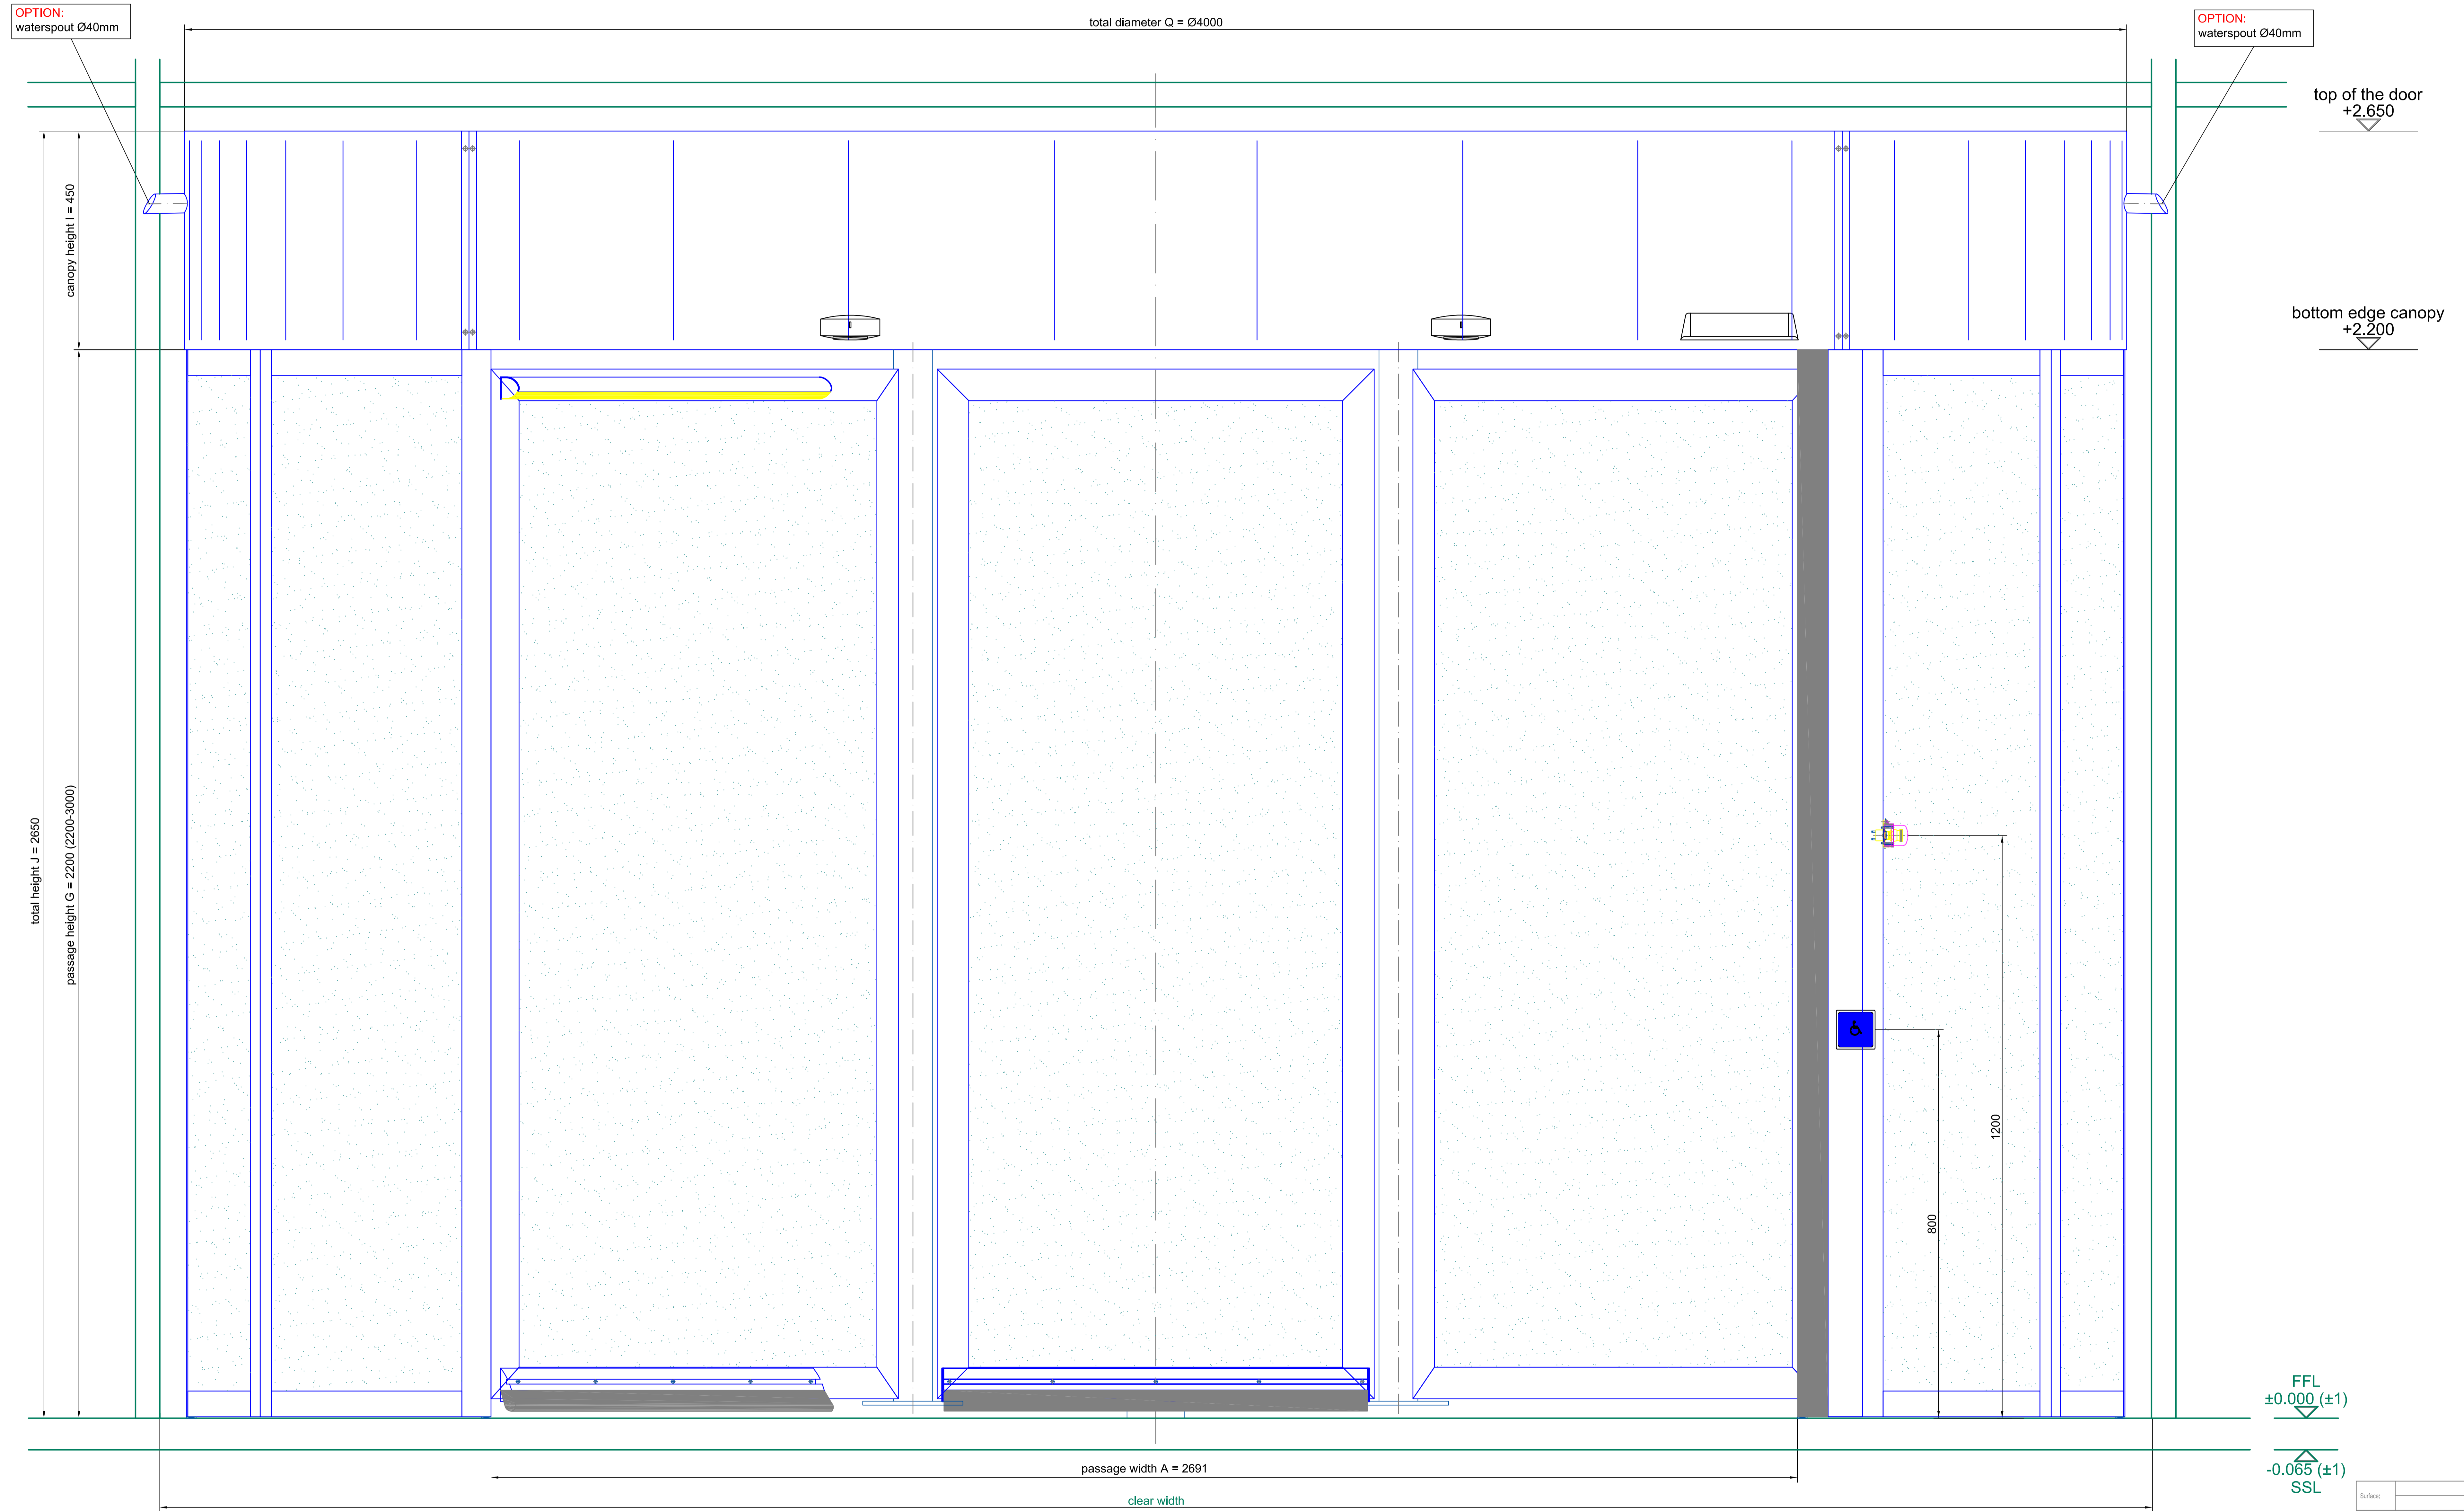 OPTION:
waterspout Ø40mm
total diameter Q = Ø4000
OPTION:
waterspout Ø40mm
top of the door
+2.650
canopy height I = 450
bottom edge canopy
+2.200
total height J = 2650
passage height G = 2200 (2200-3000)
1200
800
FFL
±0.000 (±1)
passage width A = 2691
-0.065 (±1)
SSL
clear width
Surface: